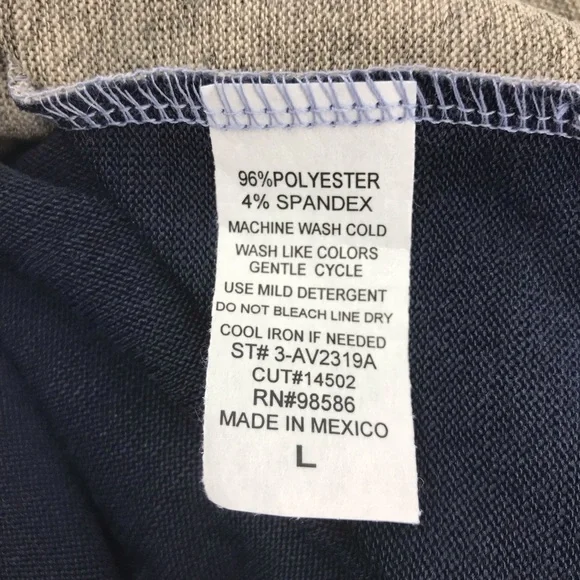 96%POLYESTER
4% SPANDEX
MACHINE WASH COLD
WASH LIKE COLORS
GENTLE CYCLE
USE MILD DETERGENT
DO NOT BLEACH LINE DRY
COOL IRON IF NEEDED
ST# 3-AV2319A
CUT#14502
RN#98586
MADE IN MEXICO
L